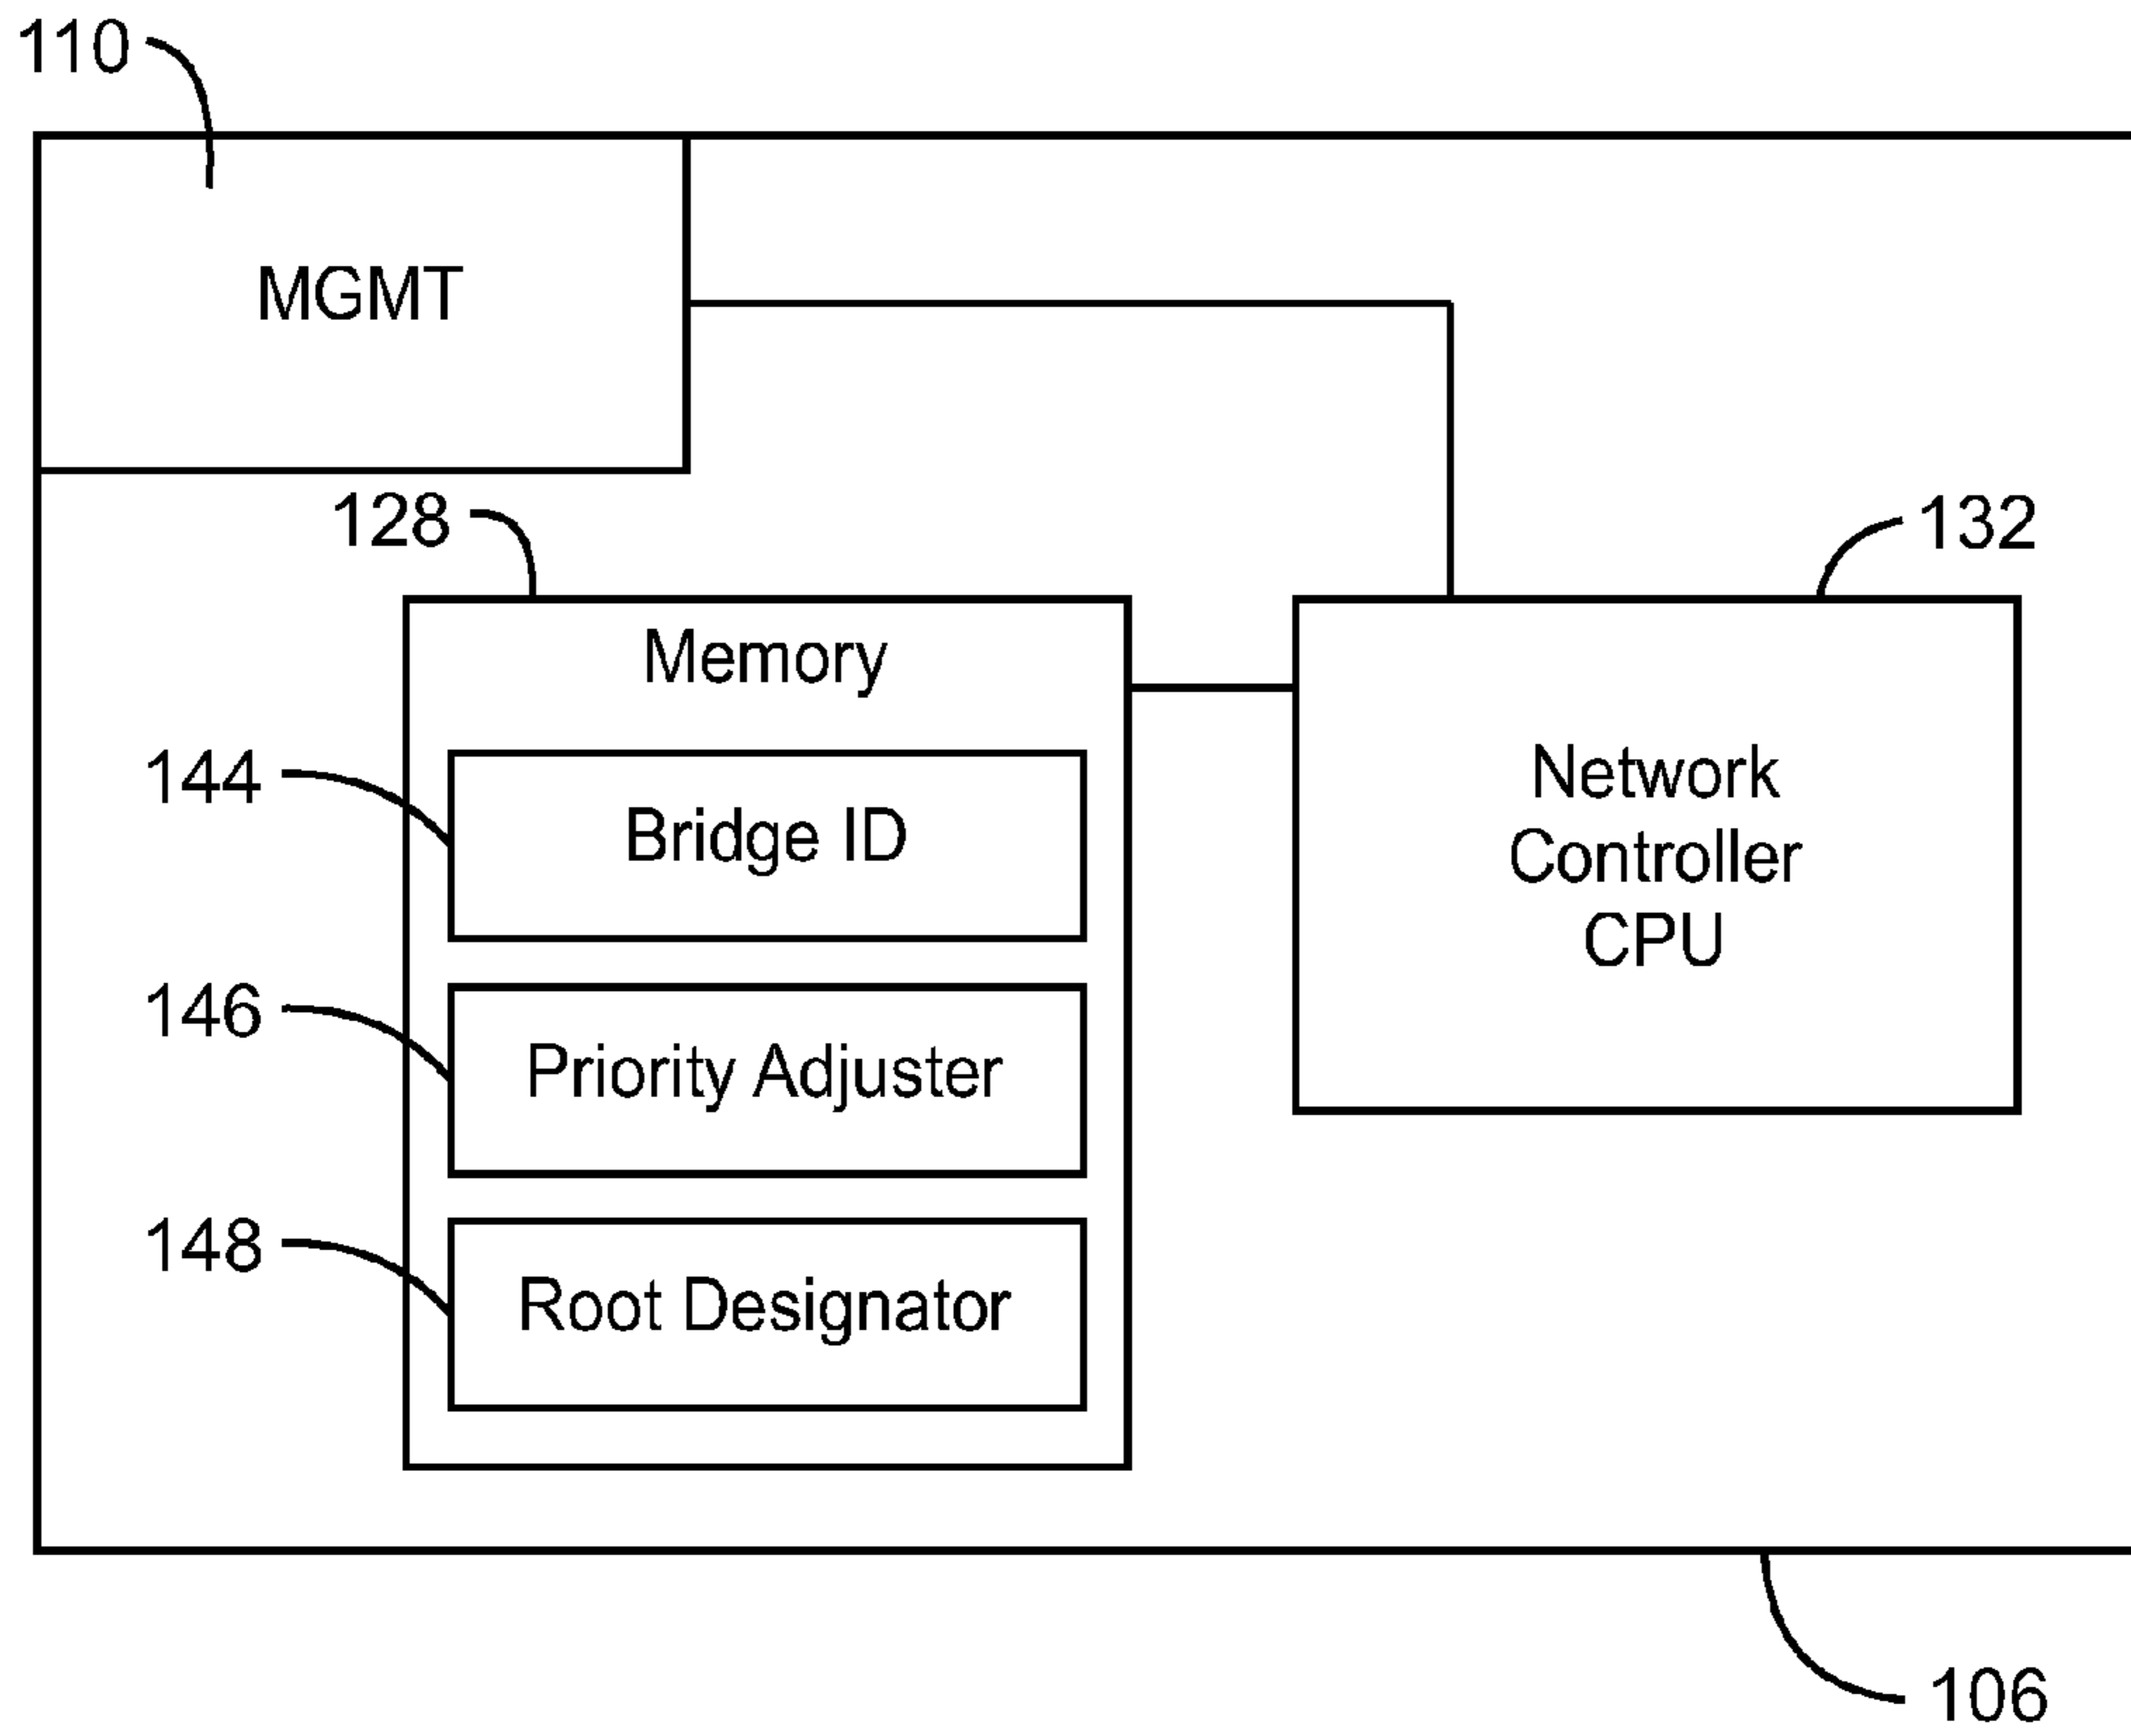 110
MGMT
128
132
Memory
144
Bridge ID
Network
Controller
CPU
146
Priority Adjuster
148
Root Designator
106